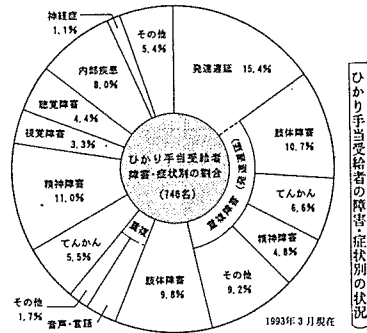 神経症
1.1%
その他
5.4%
発達遅延 15.4%
肢体障害
10.7%
てんかん
6.6%
精神障害
4.8%
その他
9.2%
肢体障害
9.8%
音声・言語
その他
1.7%
てんかん
5.5%
精神障害
11.0%
視覚障害
3.3%
聴覚障害
4.4%
内部疾患
8.0%
ひかり手当受給者
障害・症状別の割合
(746名)
重複障害
重複
1993年3月現在
ひかり手当受給者の障害・症状別の状況